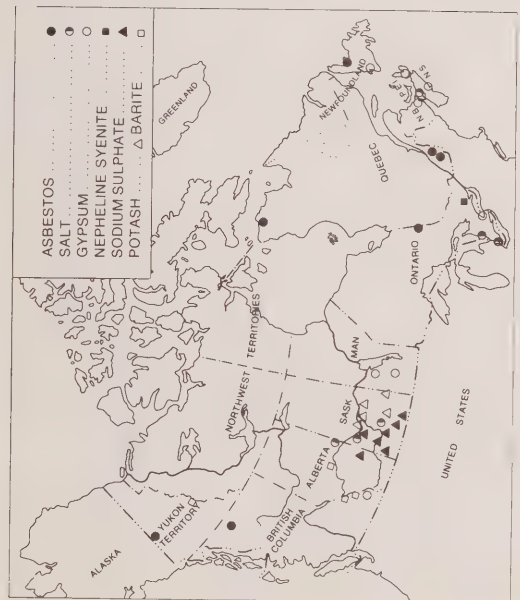 ASBESTOS
SALT
GYPSUM
NEPHELINE SYENITE
SODIUM SULPHATE
POTASH
BARITE
GREENLAND
ALASKA
YUKON
TERRITORY
NORTHWEST
TERRITORIES
BRITISH
COLUMBIA
ALBERTA
SASK
MAN
ONTARIO
QUEBEC
NEWFOUNDLAND
P.E.I.
N B
NS
UNITED STATES